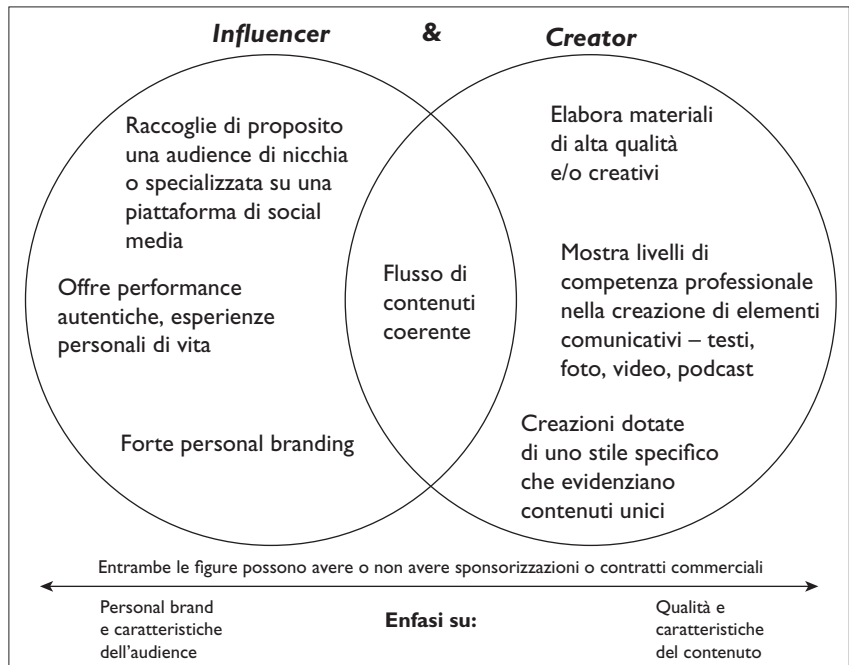 Influencer & Creator
Raccoglie di proposito
una audience di nicchia
o specializzata su una
piattaforma di social
media
Offre performance
autentiche, esperienze
personali di vita
Forte personal branding
Flusso di
contenuti
coerente
Elabora materiali
di alta qualità
e/o creativi
Mostra livelli di
competenza professionale
nella creazione di elementi
comunicativi – testi,
foto, video, podcast
Creazioni dotate
di uno stile specifico
che evidenziano
contenuti unici
Entrambe le figure possono avere o non avere sponsorizzazioni o contratti commerciali
Personal brand
e caratteristiche
dell'audience
Enfasi su:
Qualità e
caratteristiche
del contenuto